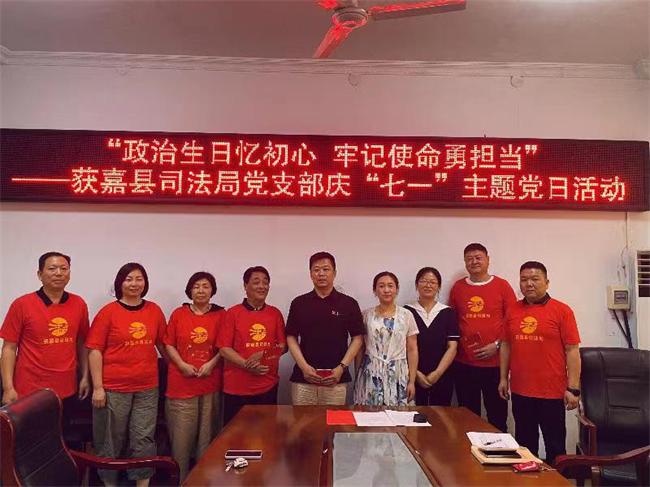 “政治生日忆初心 牢记使命勇担当”
——获嘉县司法局党支部庆“七一”主题党日活动